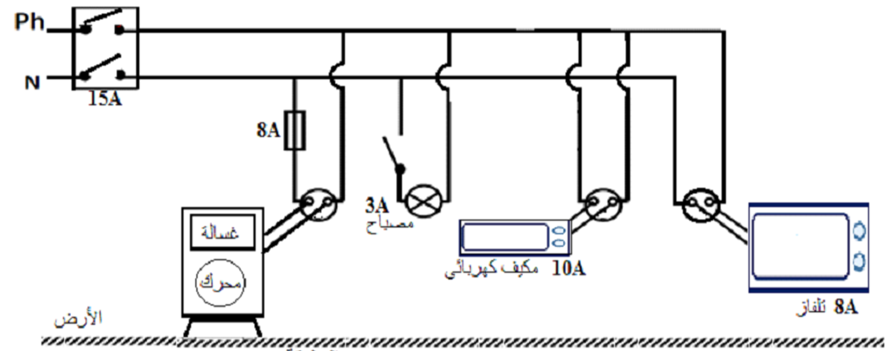 Ph
N
15A
8A
3A
مصباح
غسالة
محرك
مكيف كهربائي 10A
تلفاز 8A
الأرض